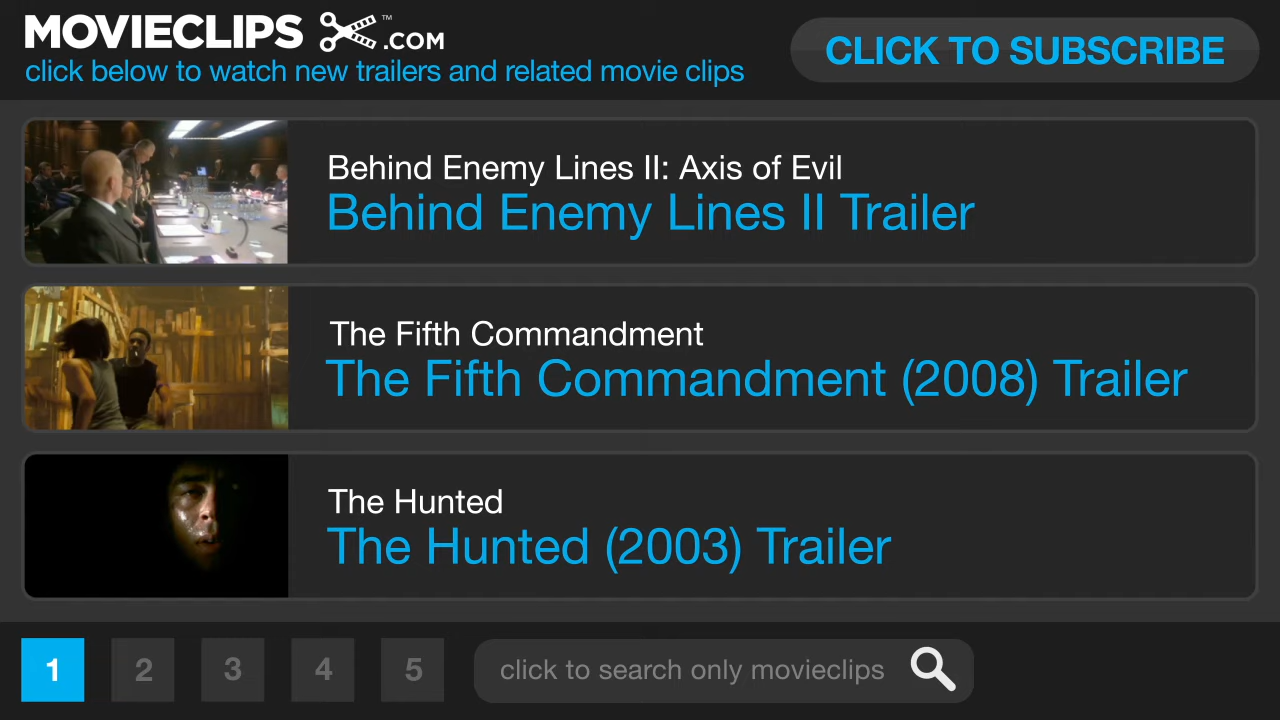 MOVIECLIPS ™ .COM
click below to watch new trailers and related movie clips
CLICK TO SUBSCRIBE
Behind Enemy Lines II: Axis of Evil
Behind Enemy Lines II Trailer
The Fifth Commandment
The Fifth Commandment (2008) Trailer
The Hunted
The Hunted (2003) Trailer
1 2 3 4 5
click to search only movieclips